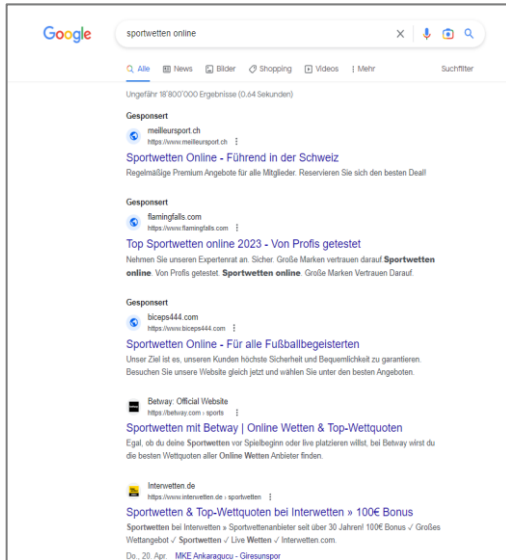 Google
sportwetten online
Alle News Bilder Shopping Videos Mehr Suchfilter
Ungefähr 18'800'000 Ergebnisse (0.64 Sekunden)
Gesponsert
meilleursport.ch
https://www.meilleursport.ch
Sportwetten Online - Führend in der Schweiz
Regelmäßige Premium Angebote für alle Mitglieder. Reservieren Sie sich den besten Deal!
Gesponsert
flamingfalls.com
https://www.flamingfalls.com
Top Sportwetten online 2023 - Von Profis getestet
Nehmen Sie unseren Expertenrat an. Sicher. Große Marken vertrauen darauf.Sportwetten
online. Von Profis getestet. Sportwetten online. Große Marken Vertrauen Darauf.
Gesponsert
biceps444.com
https://www.biceps444.com
Sportwetten Online - Für alle Fußballbegeisterten
Unser Ziel ist es, unseren Kunden höchste Sicherheit und Bequemlichkeit zu garantieren.
Besuchen Sie unsere Website gleich jetzt und wählen Sie unter den besten Angeboten.
Betway: Official Website
https://betway.com › sports
Sportwetten mit Betway | Online Wetten & Top-Wettquoten
Egal, ob du deine Sportwetten vor Spielbeginn oder live platzieren willst, bei Betway wirst du
die besten Wettquoten aller Online Wetten Anbieter finden.
Interwetten.de
https://www.interwetten.de › sportwetten
Sportwetten & Top-Wettquoten bei Interwetten » 100€ Bonus
Sportwetten bei Interwetten » Sportwetenanbieter seit über 30 Jahren! 100€ Bonus ✓ Großes
Wettangebot ✓ Sportwetten ✓ Live Wetten ✓ Interwetten.com
Do., 20. Apr. MKE Ankaragucu - Giresunspor